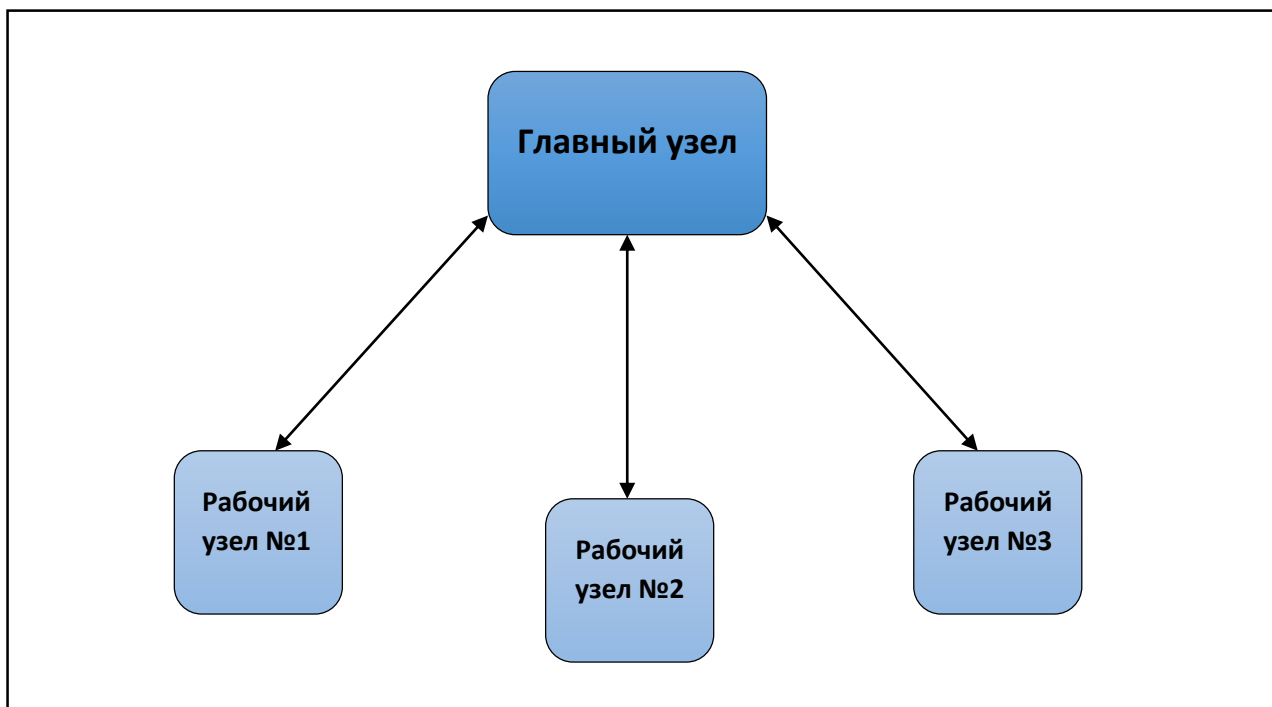 Главный узел
Рабочий
узел №1
Рабочий
узел №2
Рабочий
узел №3